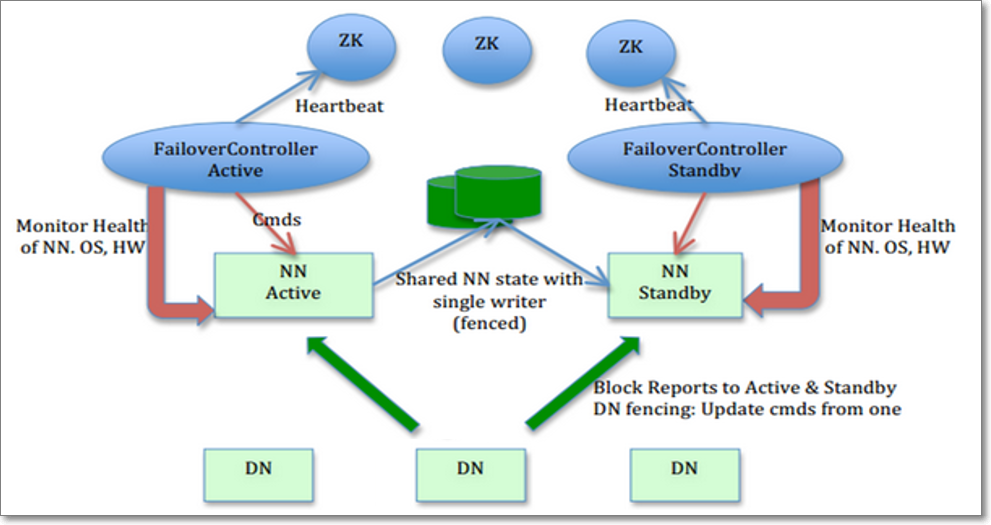 ZK
ZK
ZK
Heartbeat
Heartbeat
FailoverController
Active
FailoverController
Standby
Cmds
Monitor Health
of NN. OS, HW
Monitor Health
of NN. OS, HW
NN
Active
Shared NN state with
single writer
(fenced)
NN
Standby
Block Reports to Active & Standby
DN fencing: Update cmds from one
DN
DN
DN